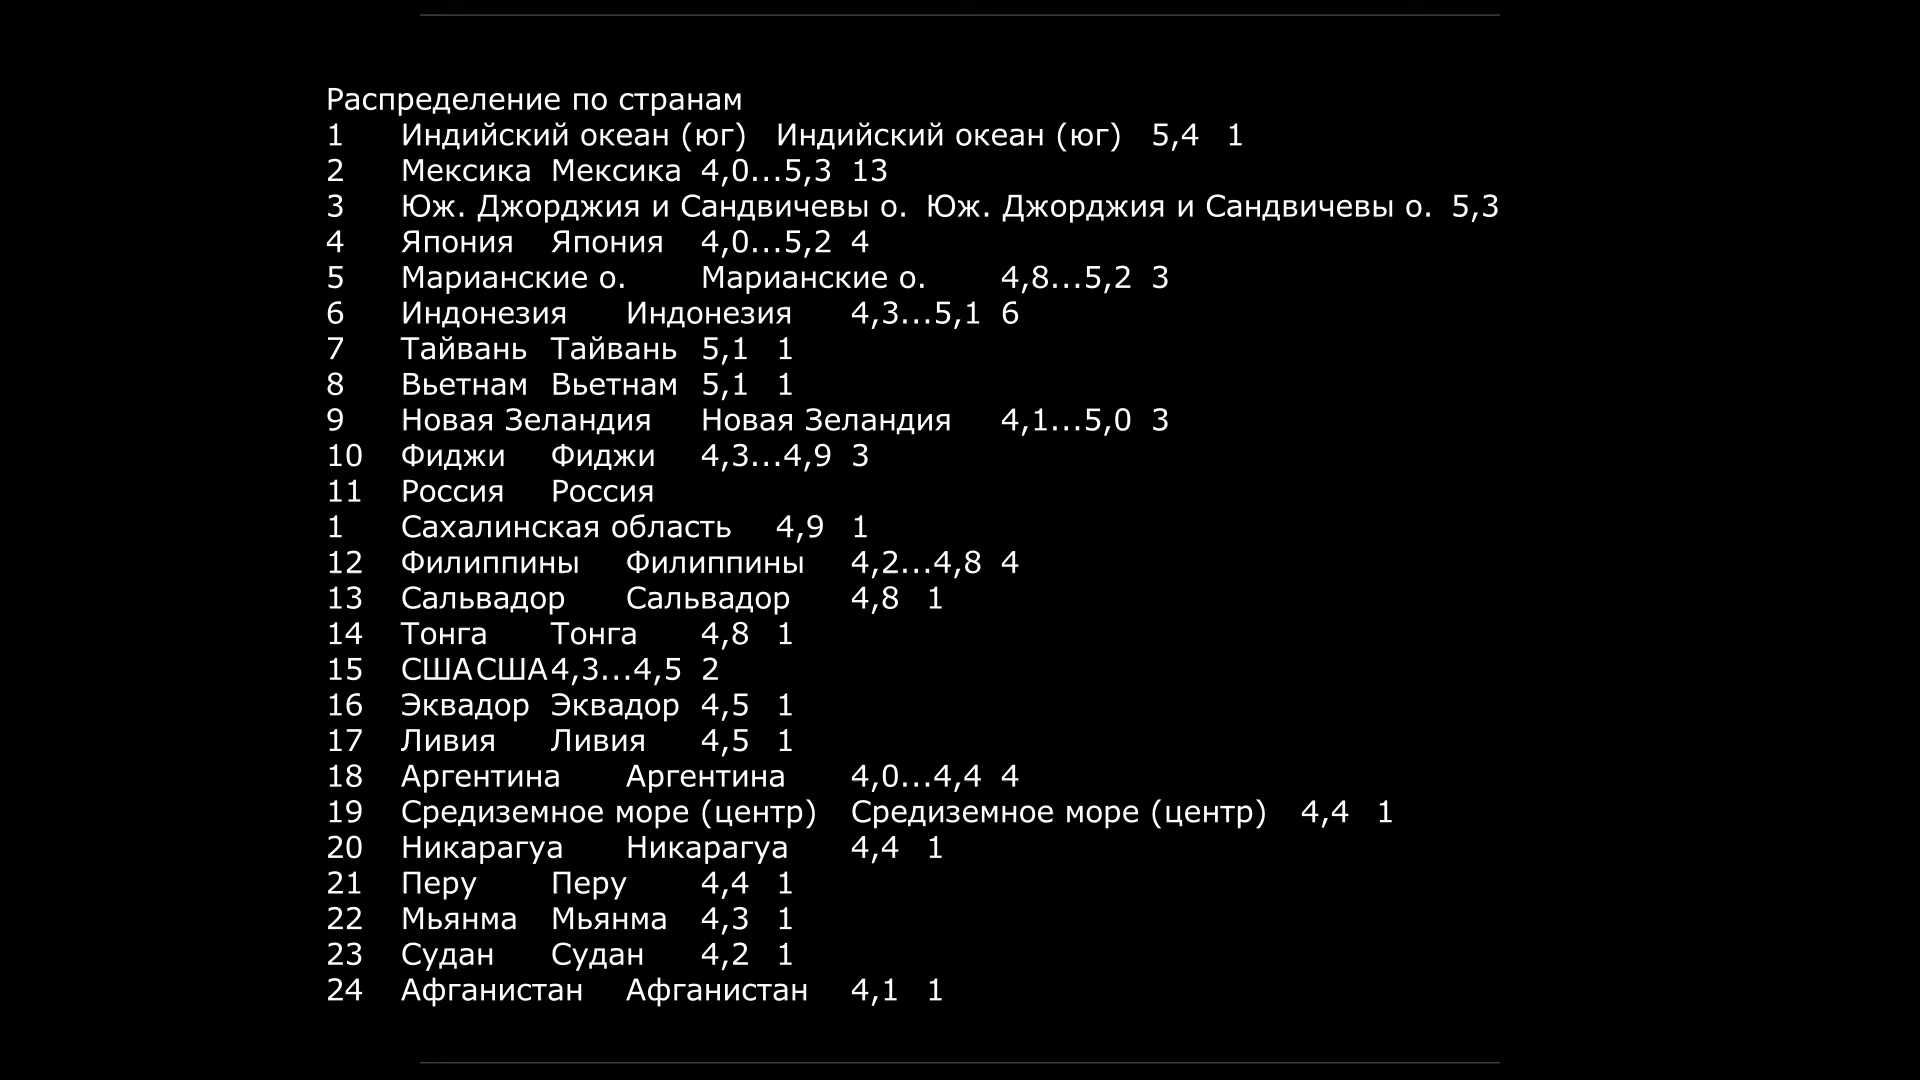 Распределение по странам
1 Индийский океан (юг) Индийский океан (юг) 5,4 1
2 Мексика Мексика 4,0...5,3 13
3 Юж. Джорджия и Сандвичевы о. Юж. Джорджия и Сандвичевы о. 5,3
4 Япония Япония 4,0...5,2 4
5 Марианские о. Марианские о. 4,8...5,2 3
6 Индонезия Индонезия 4,3...5,1 6
7 Тайвань Тайвань 5,1 1
8 Вьетнам Вьетнам 5,1 1
9 Новая Зеландия Новая Зеландия 4,1...5,0 3
10 Фиджи Фиджи 4,3...4,9 3
11 Россия Россия
1 Сахалинская область 4,9 1
12 Филиппины Филиппины 4,2...4,8 4
13 Сальвадор Сальвадор 4,8 1
14 Тонга Тонга 4,8 1
15 США США 4,3...4,5 2
16 Эквадор Эквадор 4,5 1
17 Ливия Ливия 4,5 1
18 Аргентина Аргентина 4,0...4,4 4
19 Средиземное море (центр) Средиземное море (центр) 4,4 1
20 Никарагуа Никарагуа 4,4 1
21 Перу Перу 4,4 1
22 Мьянма Мьянма 4,3 1
23 Судан Судан 4,2 1
24 Афганистан Афганистан 4,1 1